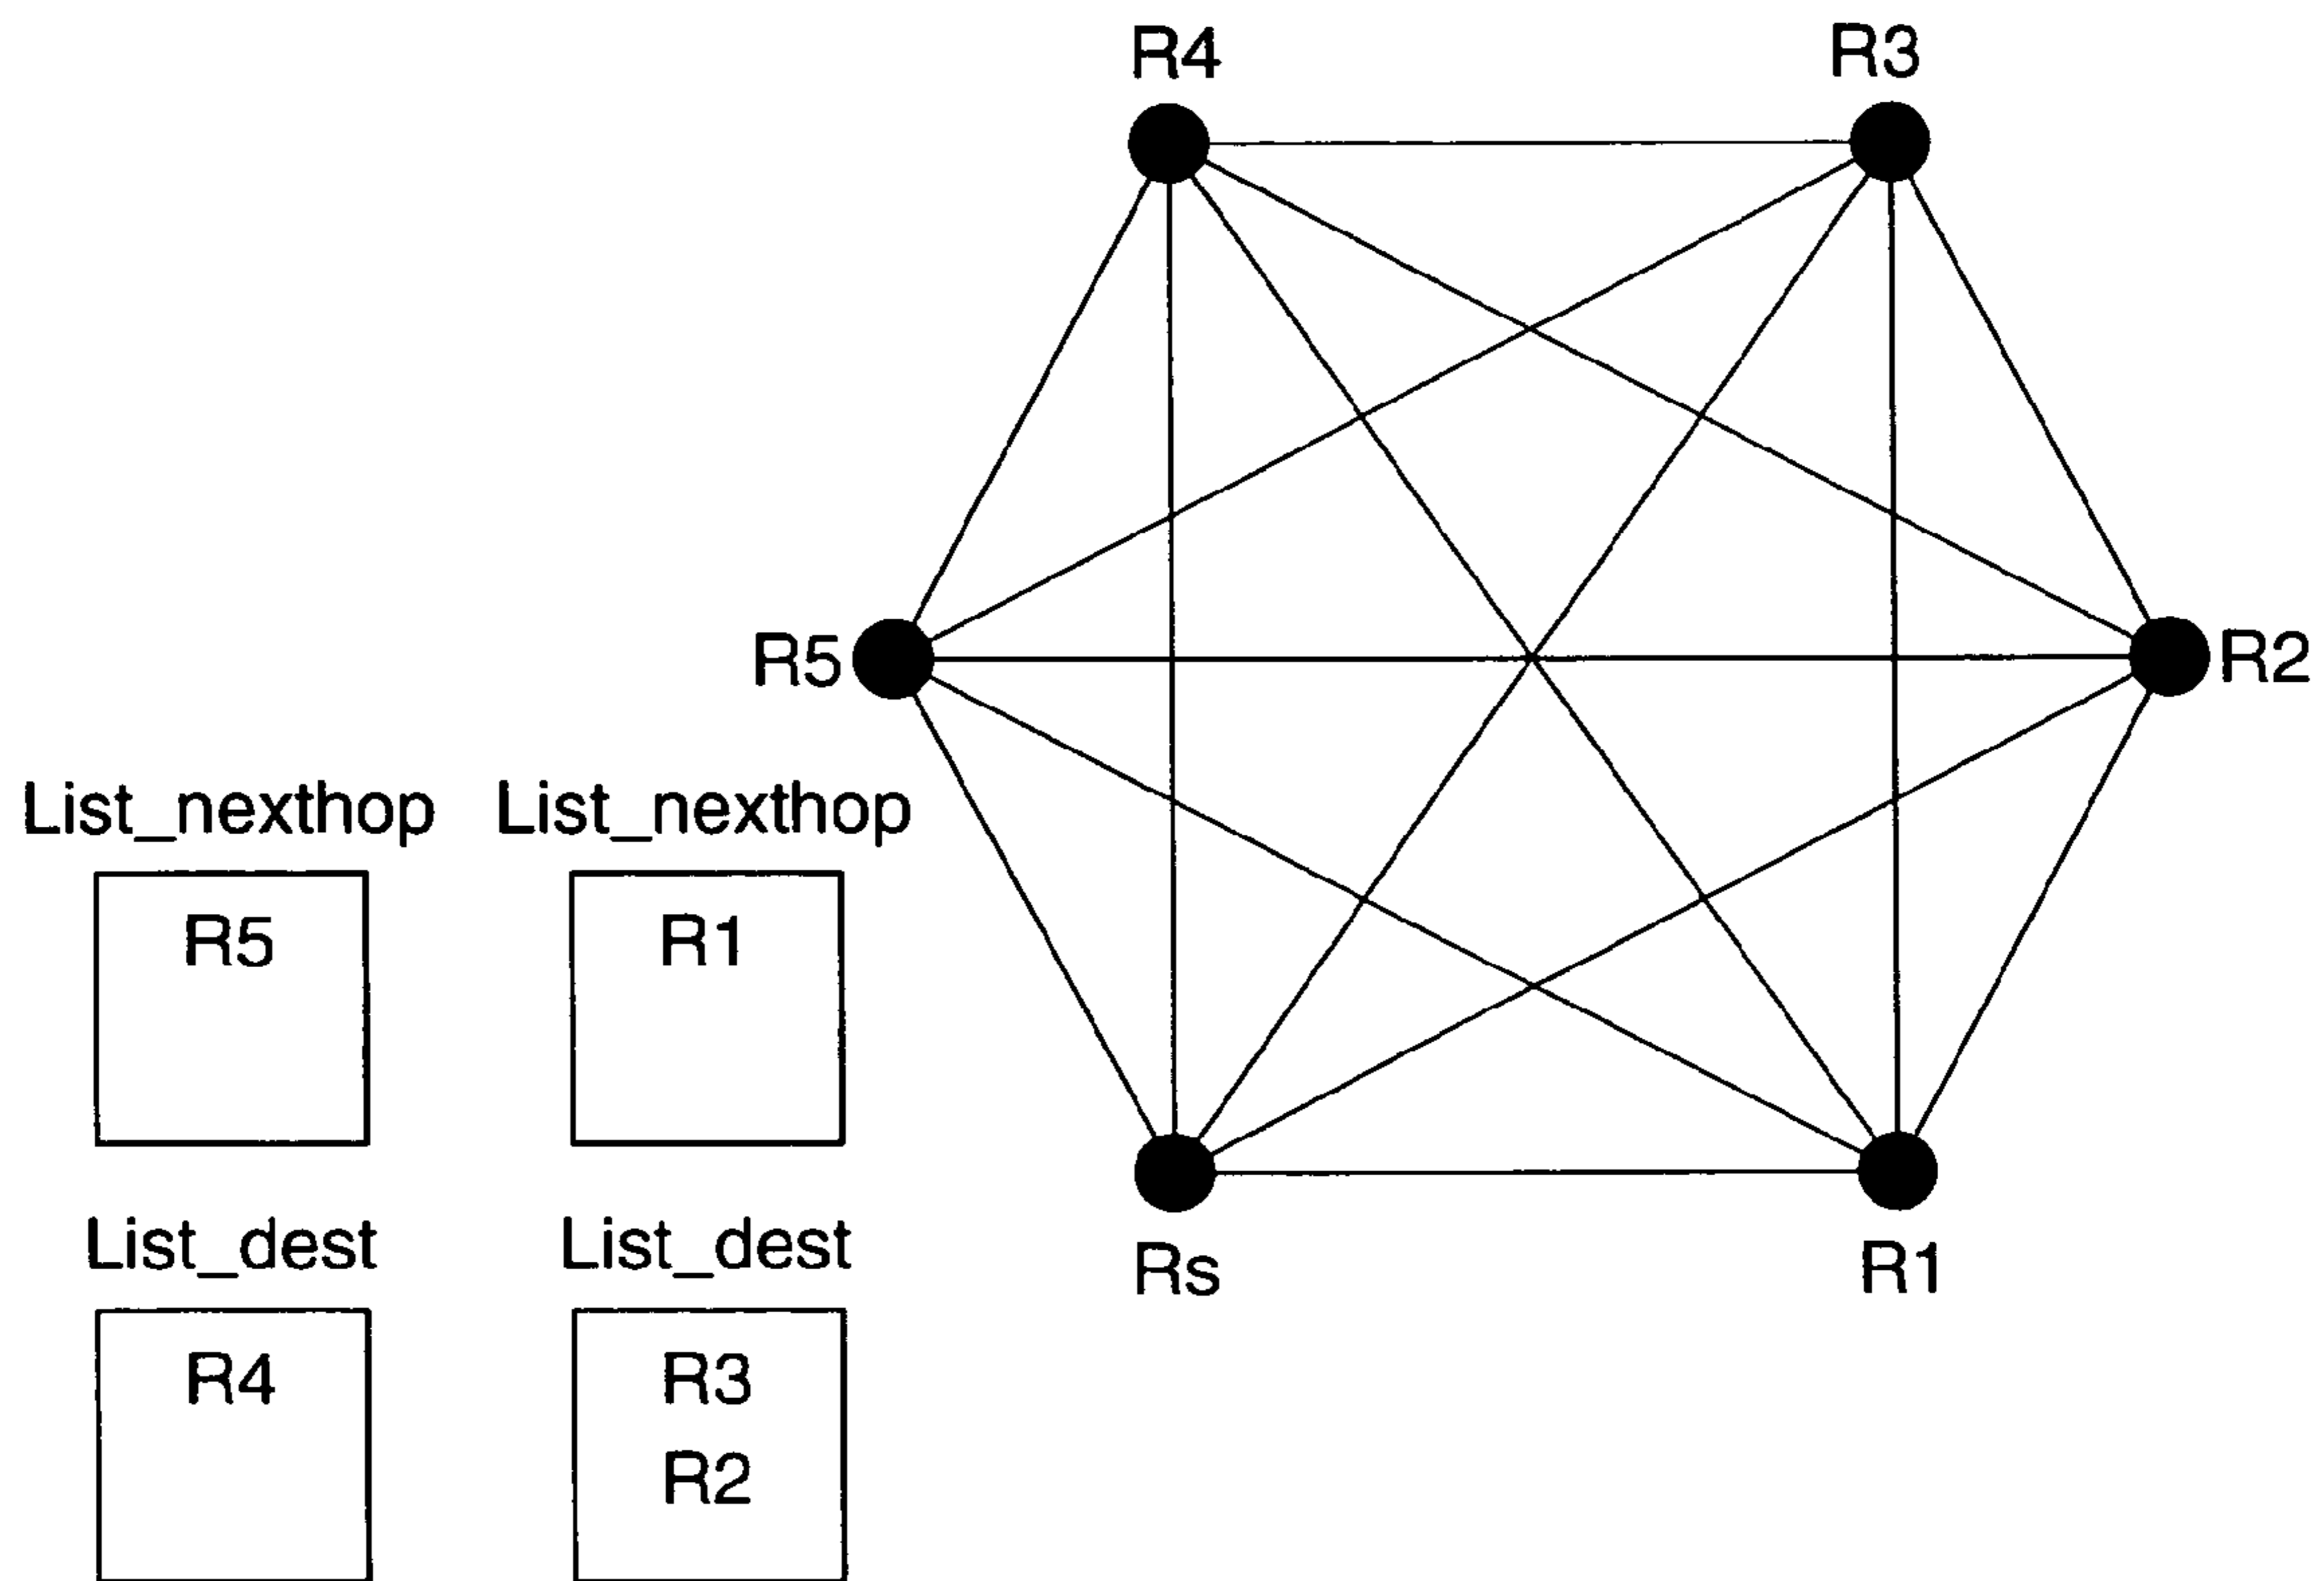 R4 R3
R5 R2
List_nexthop List_nexthop
R5 R1
List_dest List_dest
Rs R1
R4 R3
R2